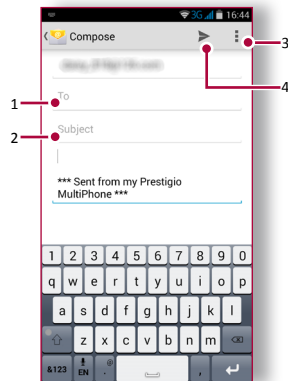 3G 16:44
Compose
3
4
1 To
2 Subject
*** Sent from my Prestigio
MultiPhone ***
1 2 3 4 5 6 7 8 9 0
q w e r t y u i o p
a s d f g h j k l
z x c v b n m
&123 EN . ,